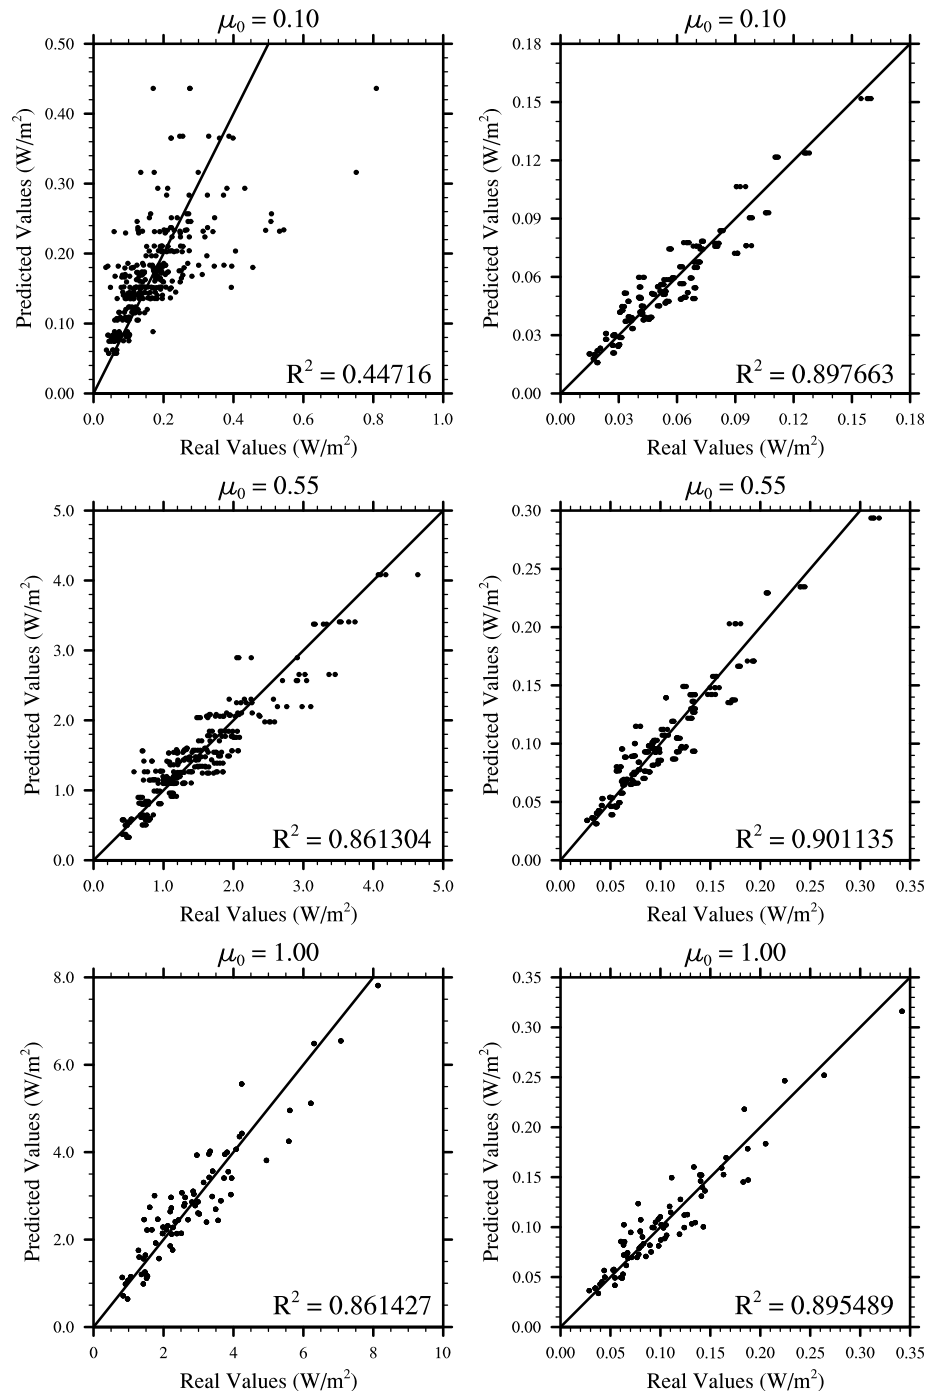 μ₀ = 0.10
0.50
0.40
0.30
0.20
0.10
0.00
Predicted Values (W/m²)
R² = 0.44716
0.0 0.2 0.4 0.6 0.8 1.0
Real Values (W/m²)
μ₀ = 0.10
0.18
0.15
0.12
0.09
0.06
0.03
0.00
Predicted Values (W/m²)
R² = 0.897663
0.00 0.03 0.06 0.09 0.12 0.15 0.18
Real Values (W/m²)
μ₀ = 0.55
5.0
4.0
3.0
2.0
1.0
0.0
Predicted Values (W/m²)
R² = 0.861304
0.0 1.0 2.0 3.0 4.0 5.0
Real Values (W/m²)
μ₀ = 0.55
0.30
0.25
0.20
0.15
0.10
0.05
0.00
Predicted Values (W/m²)
R² = 0.901135
0.00 0.05 0.10 0.15 0.20 0.25 0.30 0.35
Real Values (W/m²)
μ₀ = 1.00
8.0
6.0
4.0
2.0
0.0
Predicted Values (W/m²)
R² = 0.861427
0 2 4 6 8 10
Real Values (W/m²)
μ₀ = 1.00
0.35
0.30
0.25
0.20
0.15
0.10
0.05
0.00
Predicted Values (W/m²)
R² = 0.895489
0.00 0.05 0.10 0.15 0.20 0.25 0.30 0.35
Real Values (W/m²)